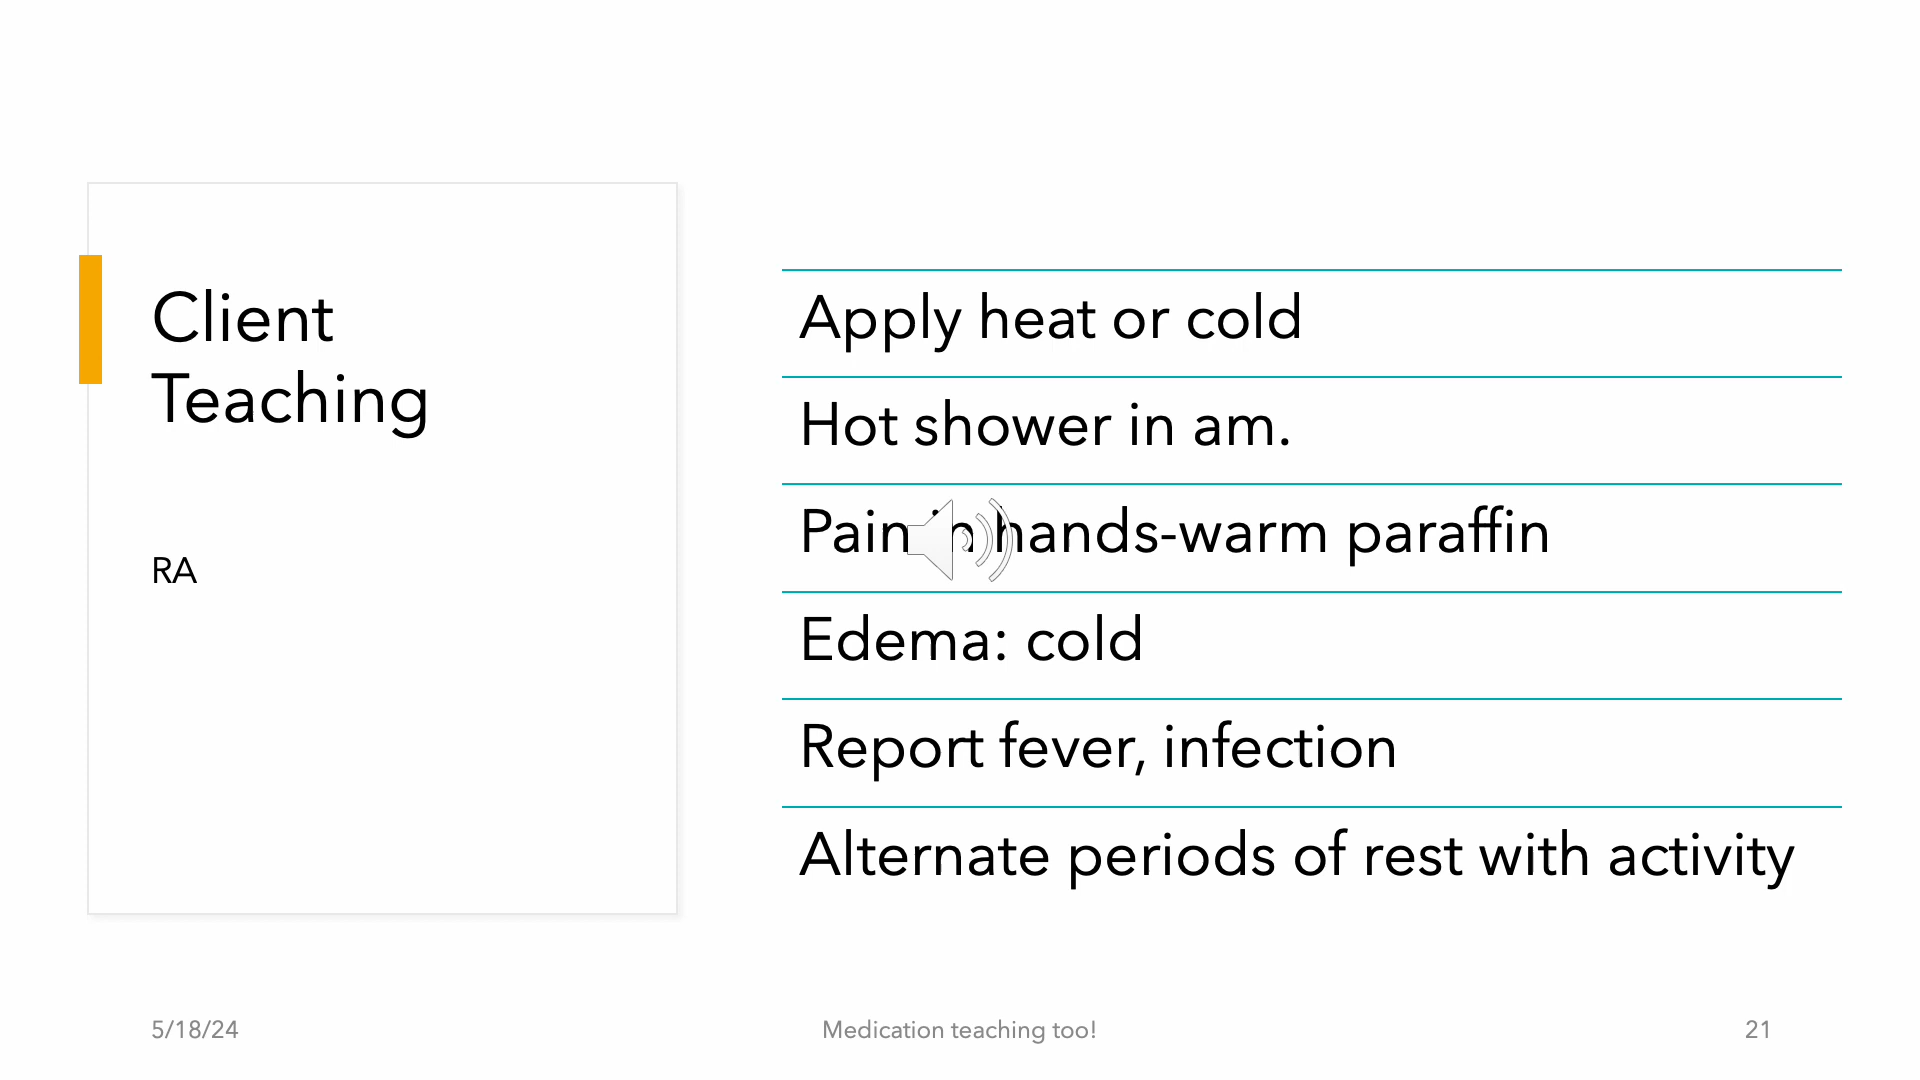 Client
Teaching
RA
Apply heat or cold
Hot shower in am.
Pain in hands-warm paraffin
Edema: cold
Report fever, infection
Alternate periods of rest with activity
5/18/24
Medication teaching too!
21